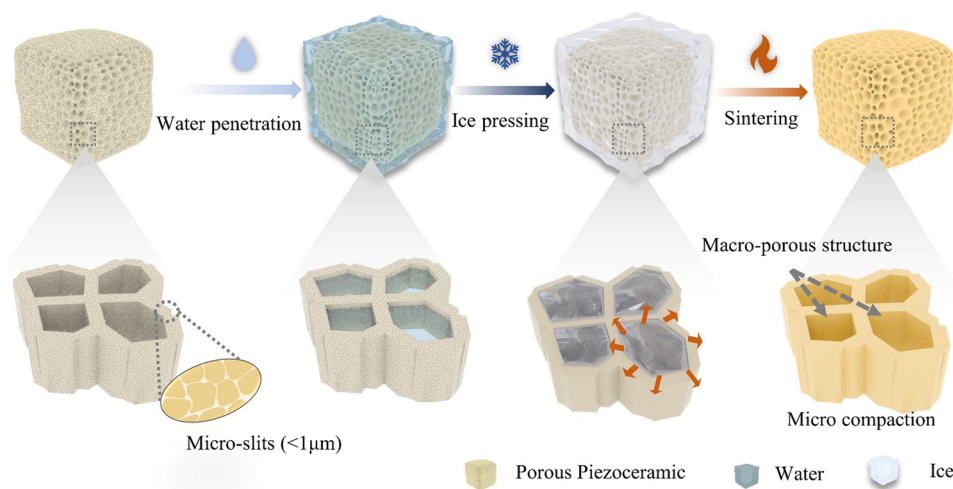 Water penetration
Ice pressing
Sintering
Macro-porous structure
Micro-slits (<1μm)
Micro compaction
Porous Piezoceramic
Water
Ice